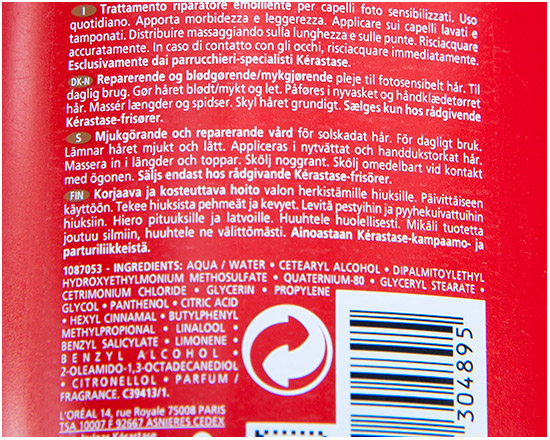 I Trattamento riparatore emolliente per capelli foto sensibilizzati. Uso
quotidiano. Apporta morbidezza e leggerezza. Applicare sui capelli lavati e
tamponati. Distribuire massaggiando sulla lunghezza e sulle punte. Risciacquare
accuratamente. In caso di contatto con gli occhi, risciacquare immediatamente.
Esclusivamente dai parrucchieri-specialisti Kérastase.
DK-N Reparerende og blødgørende/mykgjørende pleje til fotosensibelt hår. Til
daglig brug. Gør håret blødt/mykt og let. Påføres i nyvasket og håndklædetørret
hår. Massér længder og spidser. Skyl håret grundigt. Sælges kun hos rådgivende
Kérastase-frisører.
S Mjukgörande och reparerande vård för solskadat hår. För dagligt bruk.
Lämnar håret mjukt och lätt. Appliceras i nytvättat och handdukstorkat hår.
Massera in i längder och toppar. Skölj noggrant. Skölj omedelbart vid kontakt
med ögonen. Säljs endast hos rådgivande Kérastase-frisörer.
FIN Korjaava ja kosteuttava hoito valon herkistämille hiuksille. Päivittäiseen
käyttöön. Tekee hiuksista pehmeät ja kevyet. Levitä pestyihin ja pyyhekuivattuihin
hiuksiin. Hiero pituuksille ja latvoille. Huuhtele huolellisesti. Mikäli tuotetta
joutuu silmiin, huuhtele ne välittömästi. Ainoastaan Kérastase-kampaamo- ja
parturiliikkeistä.
1087053 - INGREDIENTS: AQUA / WATER • CETEARYL ALCOHOL • DIPALMITOYLETHYL
HYDROXYETHYLMONIUM METHOSULFATE • QUATERNIUM-80 • GLYCERYL STEARATE •
CETRIMONIUM CHLORIDE • GLYCERIN • PROPYLENE
GLYCOL • PANTHENOL • CITRIC ACID
• HEXYL CINNAMAL • BUTYLPHENYL
METHYLPROPIONAL • LINALOOL •
BENZYL SALICYLATE • LIMONENE •
BENZYL ALCOHOL •
2-OLEAMIDO-1,3-OCTADECANEDIOL
• CITRONELLOL • PARFUM /
FRAGRANCE. C39413/1.
L'ORÉAL 14, rue Royale 75008 PARIS
TSA 10007 F 92667 ASNIERES CEDEX
Kérastase
304895